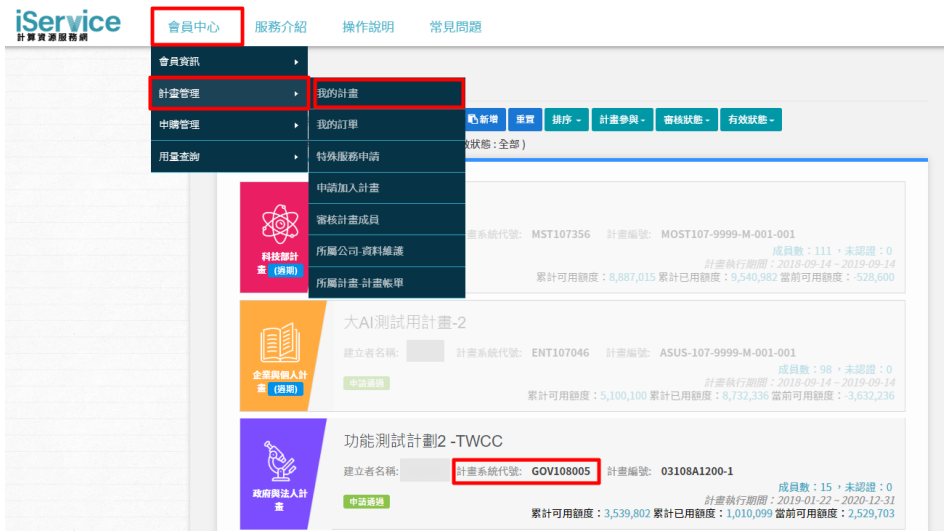 iService
計算資源服務網
會員中心 服務介紹 操作說明 常見問題
會員資訊
計畫管理
申購管理
用量查詢
我的計畫
我的訂單
特殊服務申請
申請加入計畫
審核計畫成員
所屬公司-資料維護
所屬計畫-計畫帳單
新增 重置 排序 計畫參與 審核狀態 有效狀態
效狀態 : 全部 )
科技部計
畫 (過期)
畫系統代號: MST107356 計畫編號: MOST107-9999-M-001-001
成員數:111,未認證:0
計畫執行期間:2018-09-14 ~ 2019-09-14
累計可用額度:8,887,015 累計已用額度:9,540,982 當前可用額度:-528,600
企業與個人計
畫 (過期)
大AI測試用計畫-2
建立者名稱: 計畫系統代號: ENT107046 計畫編號: ASUS-107-9999-M-001-001
申請通過
成員數:98,未認證:0
計畫執行期間:2018-09-14 ~ 2019-09-14
累計可用額度:5,100,100 累計已用額度:8,732,336 當前可用額度:-3,632,236
政府與法人計
畫
功能測試計劃2 -TWCC
建立者名稱: 計畫系統代號: GOV108005 計畫編號: 03108A1200-1
申請通過
成員數:15,未認證:0
計畫執行期間:2019-01-22 ~ 2020-12-31
累計可用額度:3,539,802 累計已用額度:1,010,099 當前可用額度:2,529,703